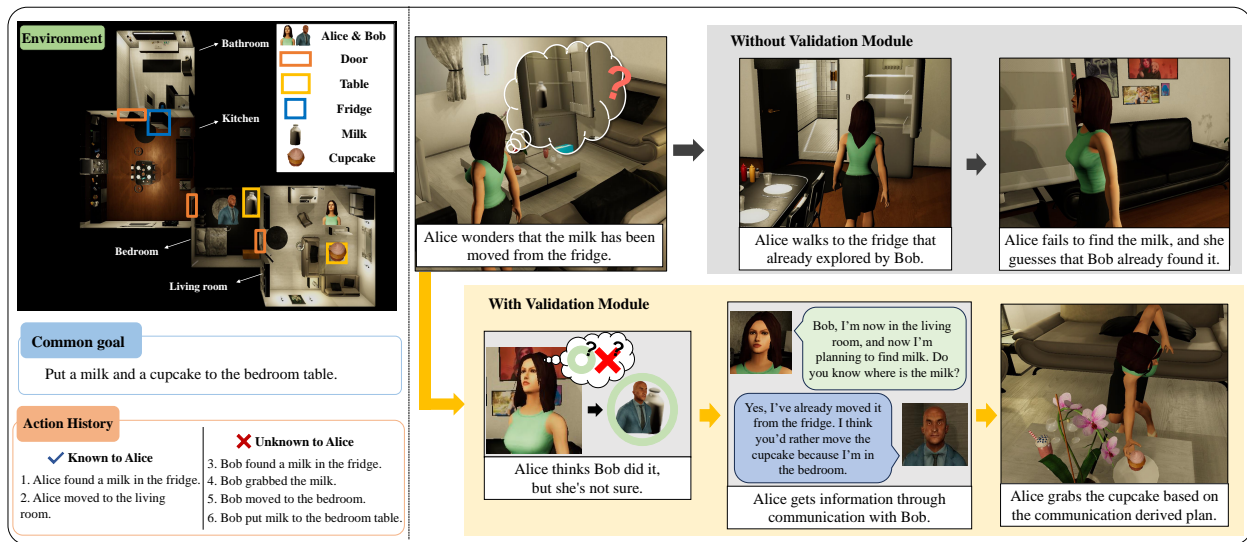 Environment
Bathroom
Kitchen
Bedroom
Living room
Alice & Bob
Door
Table
Fridge
Milk
Cupcake
Common goal
Put a milk and a cupcake to the bedroom table.
Action History
Known to Alice
1. Alice found a milk in the fridge.
2. Alice moved to the living
room.
Unknown to Alice
3. Bob found a milk in the fridge.
4. Bob grabbed the milk.
5. Bob moved to the bedroom.
6. Bob put milk to the bedroom table.
?
Alice wonders that the milk has been
moved from the fridge.
Without Validation Module
Alice walks to the fridge that
already explored by Bob.
Alice fails to find the milk, and she
guesses that Bob already found it.
With Validation Module
? ?
Alice thinks Bob did it,
but she's not sure.
Bob, I'm now in the living
room, and now I'm
planning to find milk. Do
you know where is the milk?
Yes, I've already moved it
from the fridge. I think
you'd rather move the
cupcake because I'm in
the bedroom.
Alice gets information through
communication with Bob.
Alice grabs the cupcake based on
the communication derived plan.